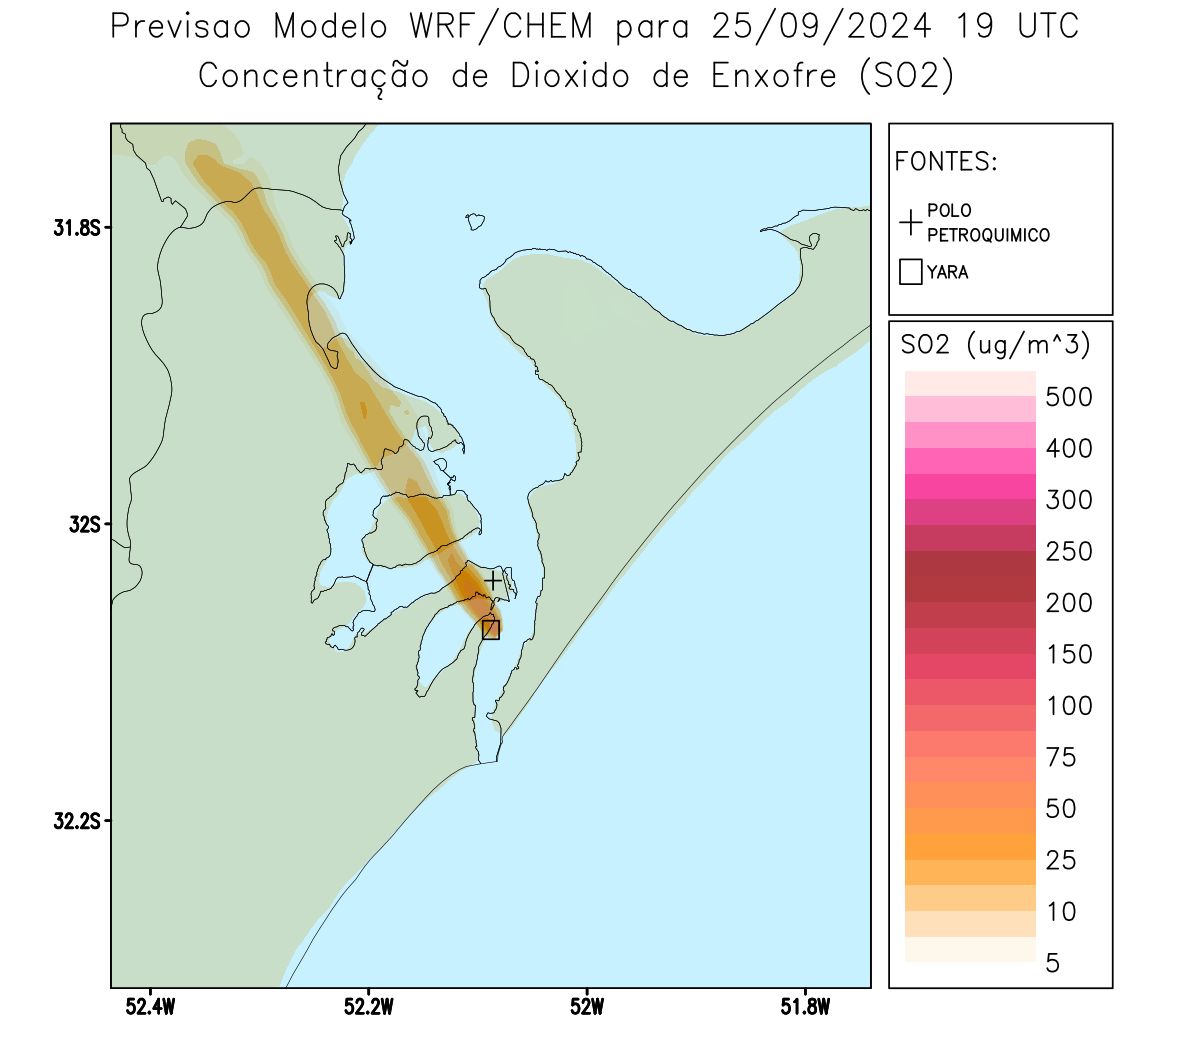 Previsao Modelo WRF/CHEM para 25/09/2024 19 UTC
Concentração de Dioxido de Enxofre (SO2)
FONTES:
POLO
PETROQUIMICO
YARA
SO2 (ug/m^3)
500
400
300
250
200
150
100
75
50
25
10
5
31.8S
32S
32.2S
52.4W
52.2W
52W
51.8W